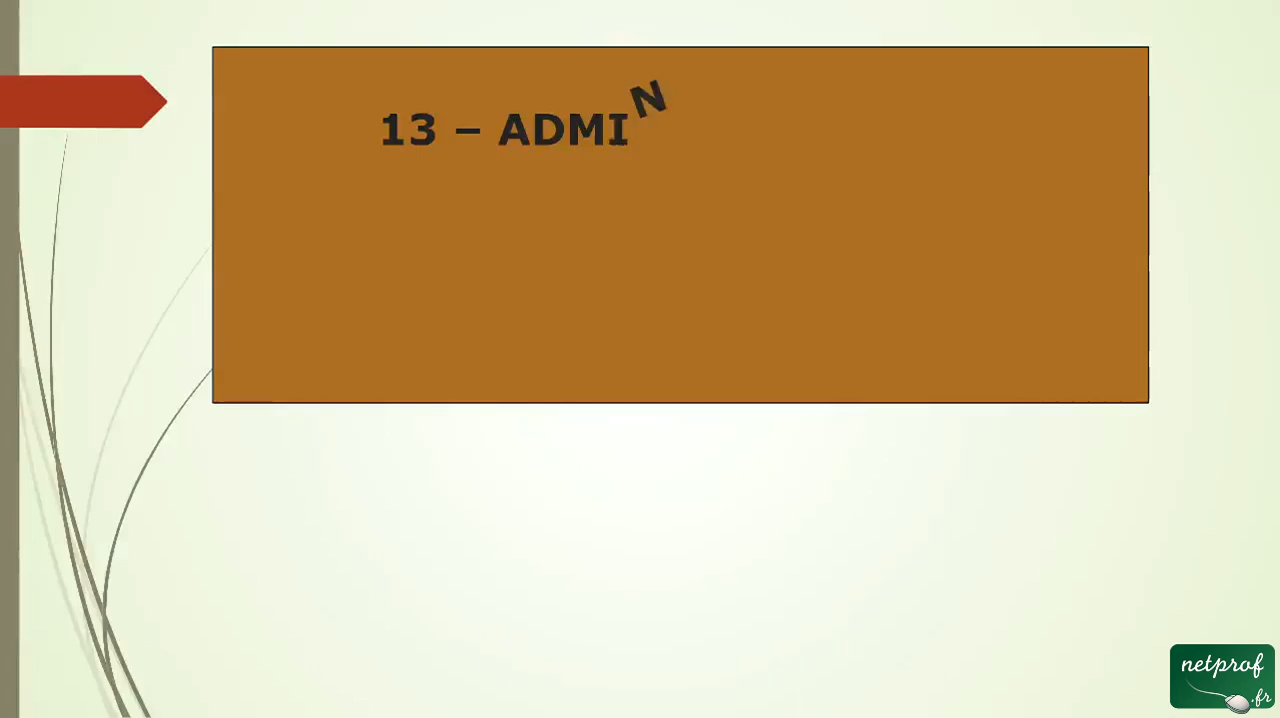 13 – ADMIN
netprof
.fr